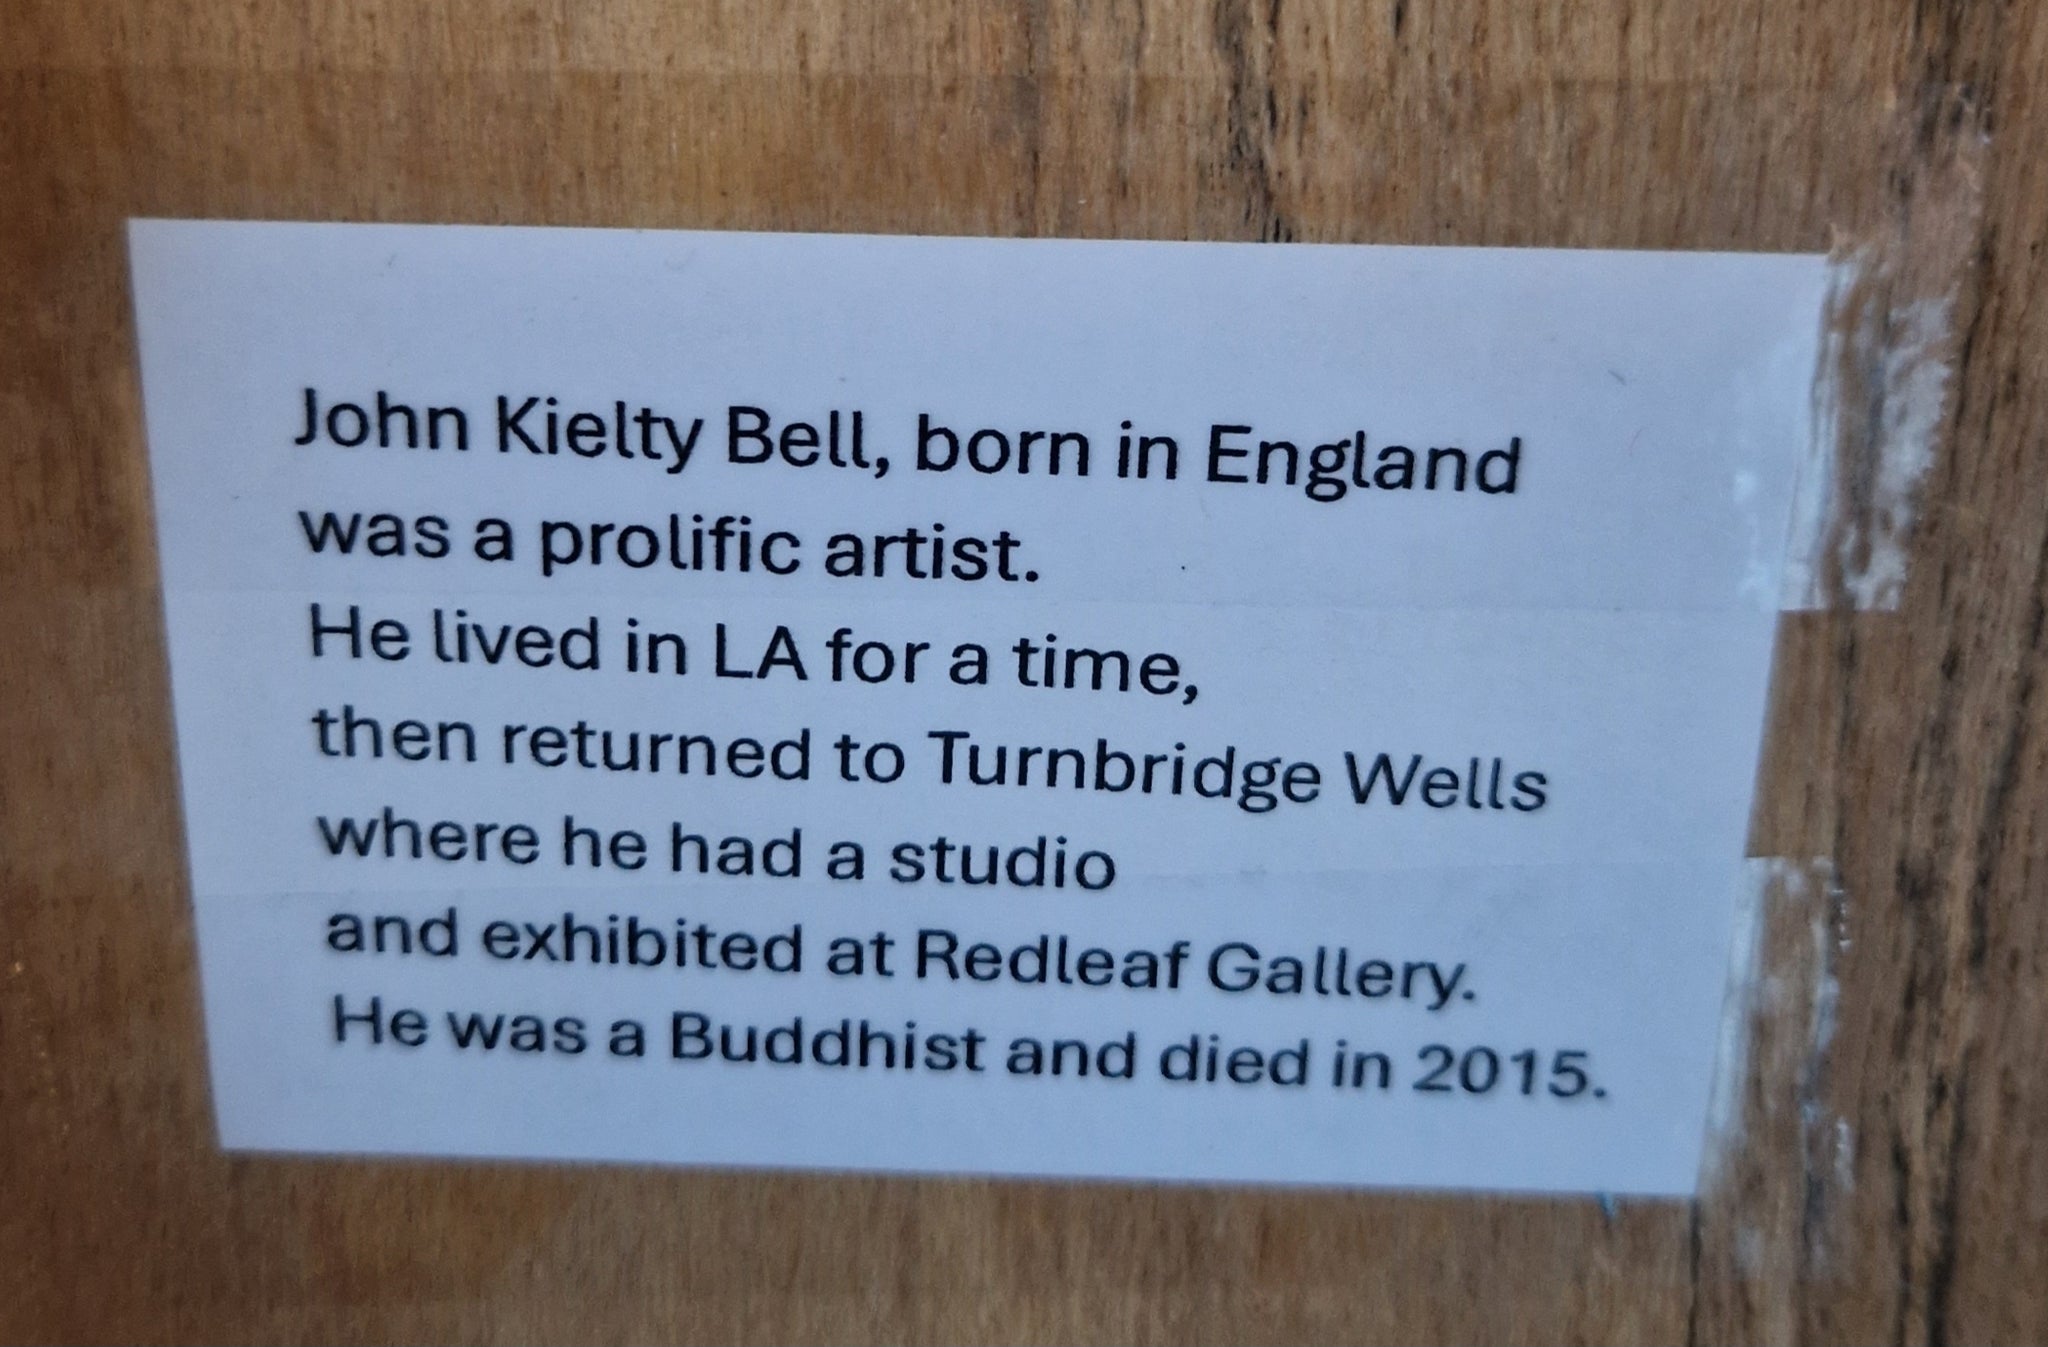 John Kielty Bell, born in England
was a prolific artist.
He lived in LA for a time,
then returned to Turnbridge Wells
where he had a studio
and exhibited at Redleaf Gallery.
He was a Buddhist and died in 2015.